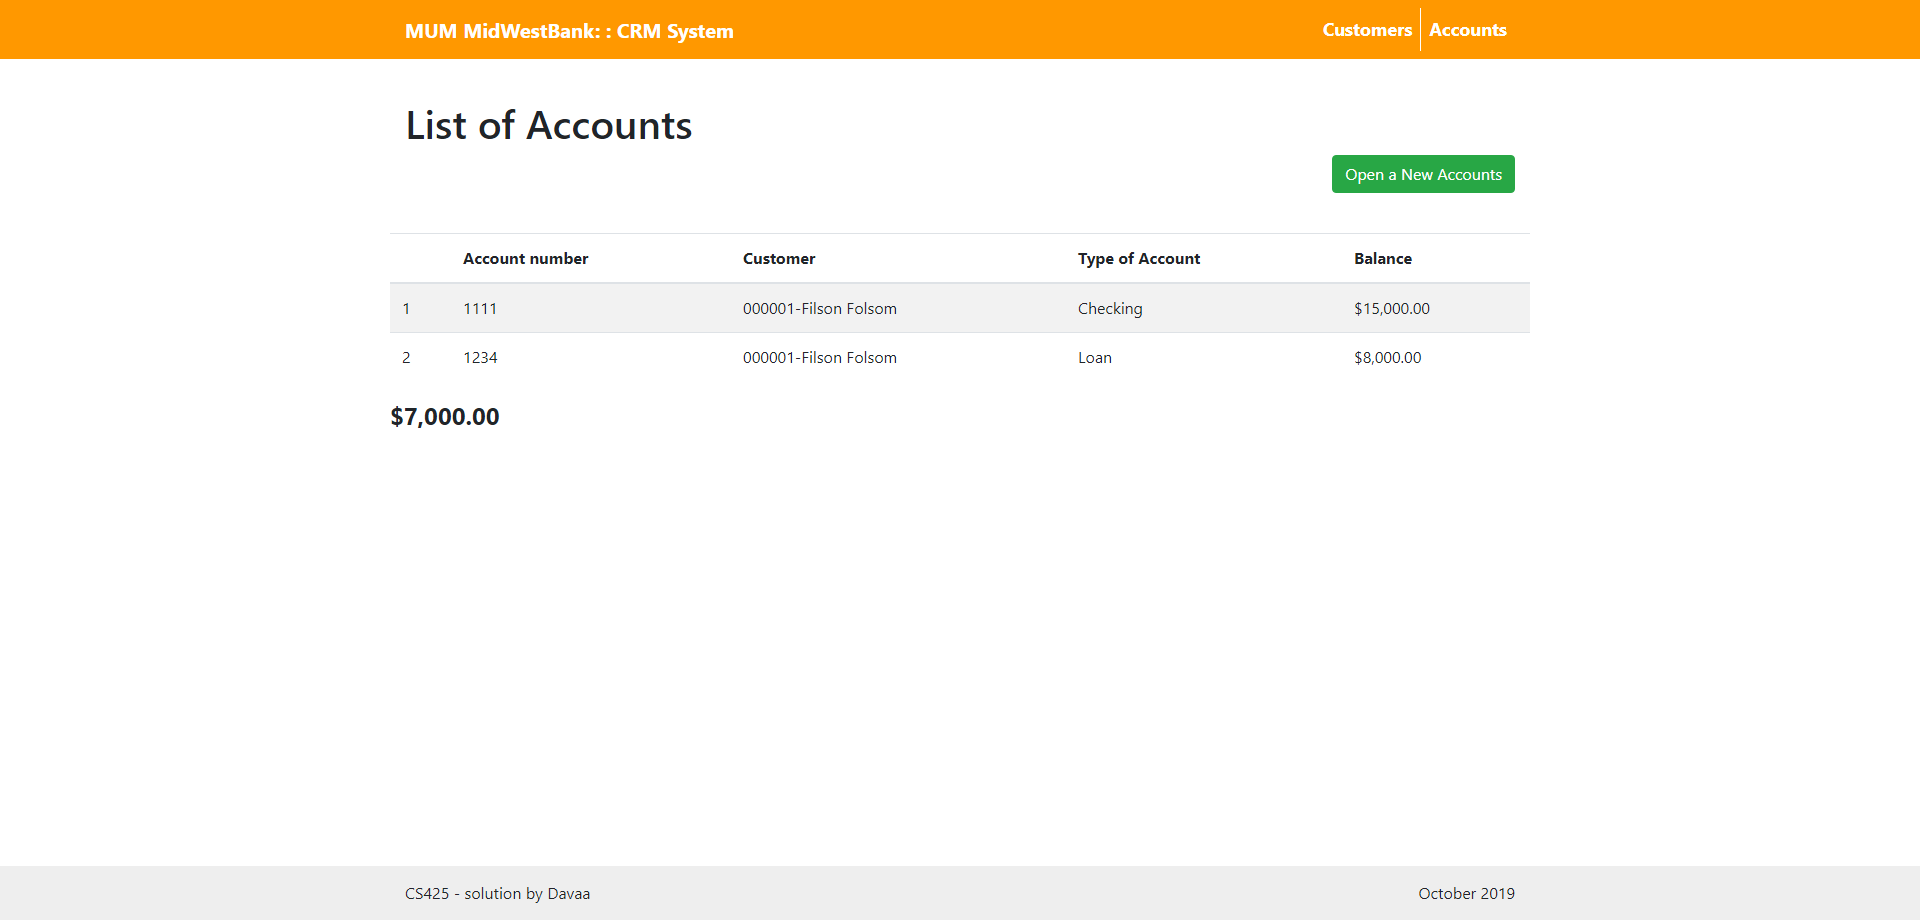 MUM MidWestBank: : CRM System Customers Accounts
List of Accounts
Open a New Accounts
Account number Customer Type of Account Balance
1 1111 000001-Filson Folsom Checking $15,000.00
2 1234 000001-Filson Folsom Loan $8,000.00
$7,000.00
CS425 - solution by Davaa October 2019